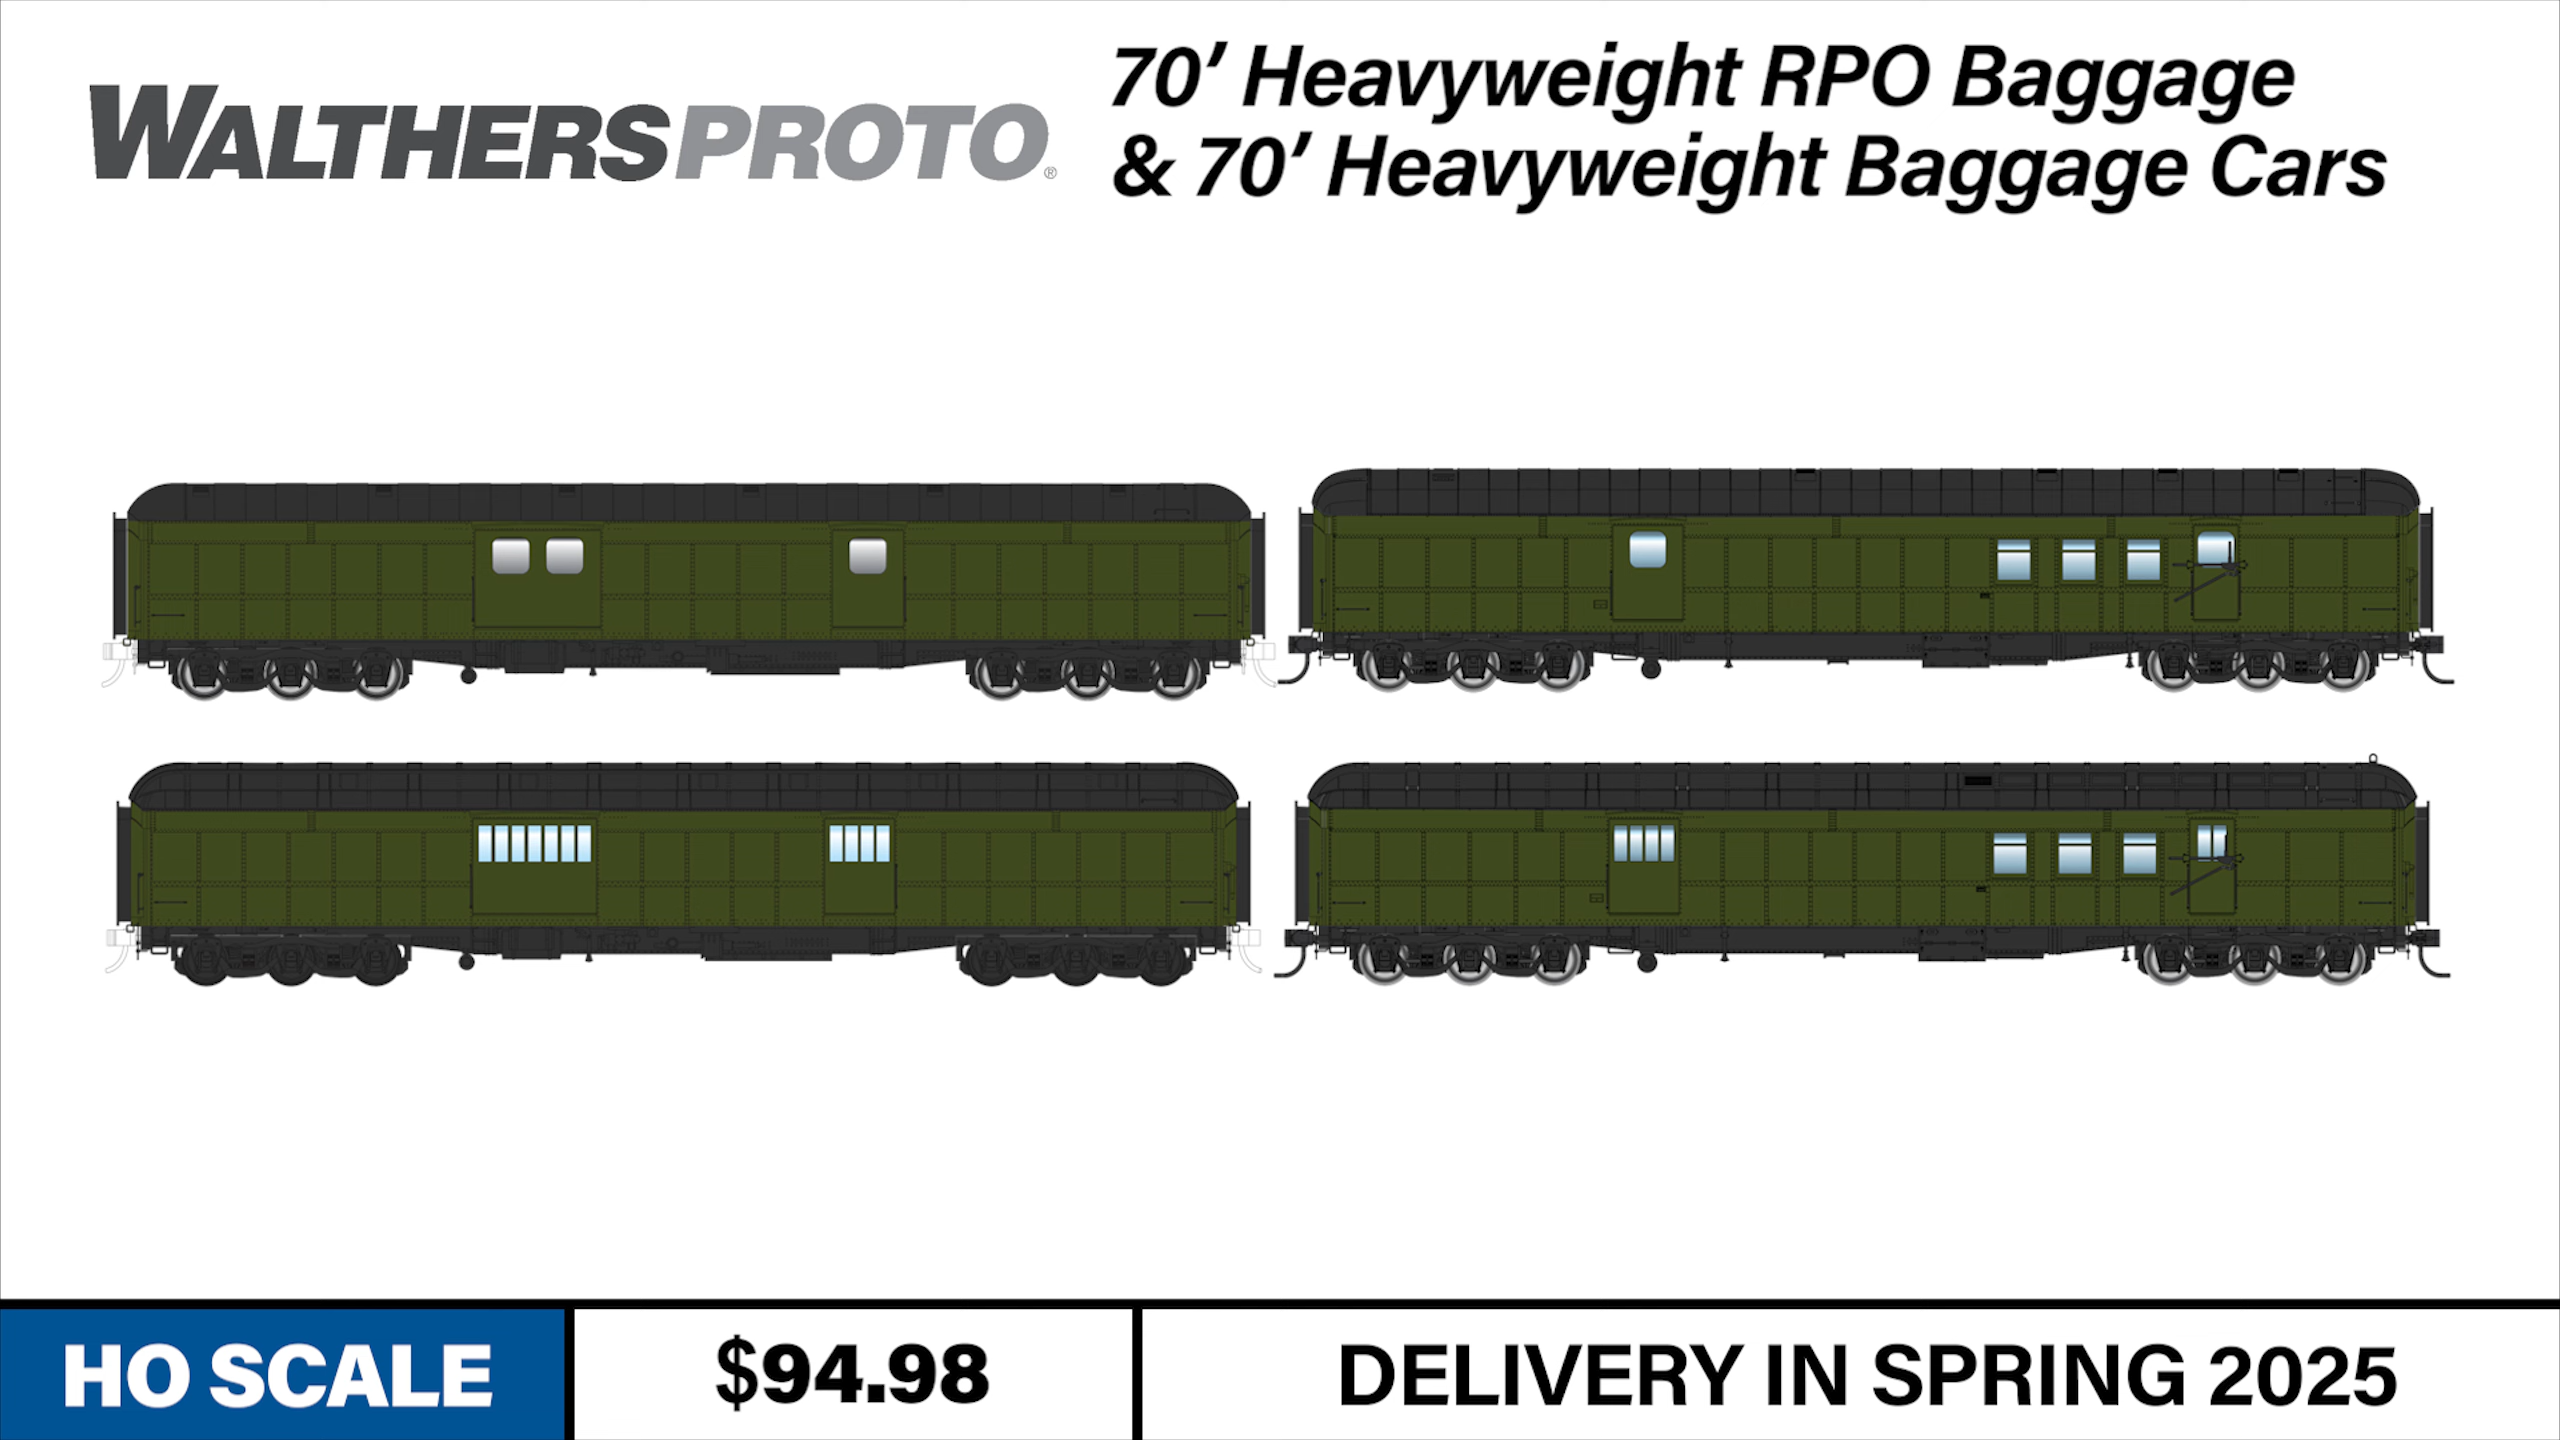 WALTHERSPROTO®
70′ Heavyweight RPO Baggage
& 70′ Heavyweight Baggage Cars
HO SCALE
$94.98
DELIVERY IN SPRING 2025